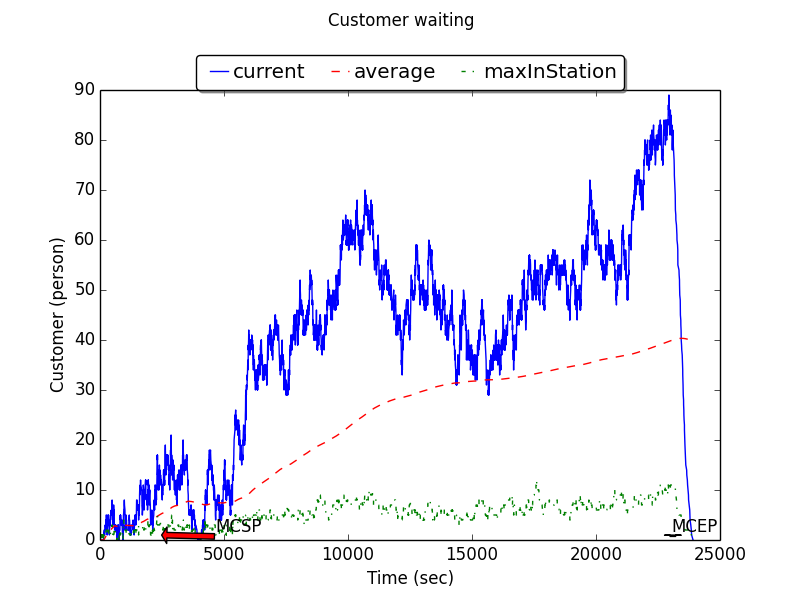 Customer waiting
current average maxInStation
90
80
70
60
50
40
30
20
10
0
Customer (person)
MCSP MCEP
0 5000 10000 15000 20000 25000
Time (sec)